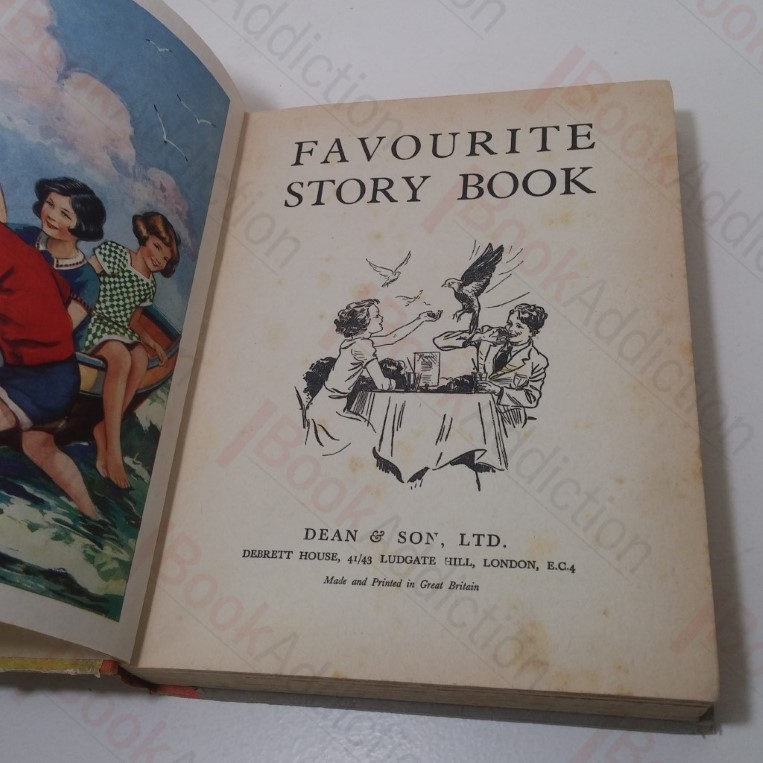 FAVOURITE
STORY BOOK
DEAN & SON, LTD.
DEBRETT HOUSE, 41/43 LUDGATE HILL, LONDON, E.C.4
Made and Printed in Great Britain
BookAddiction